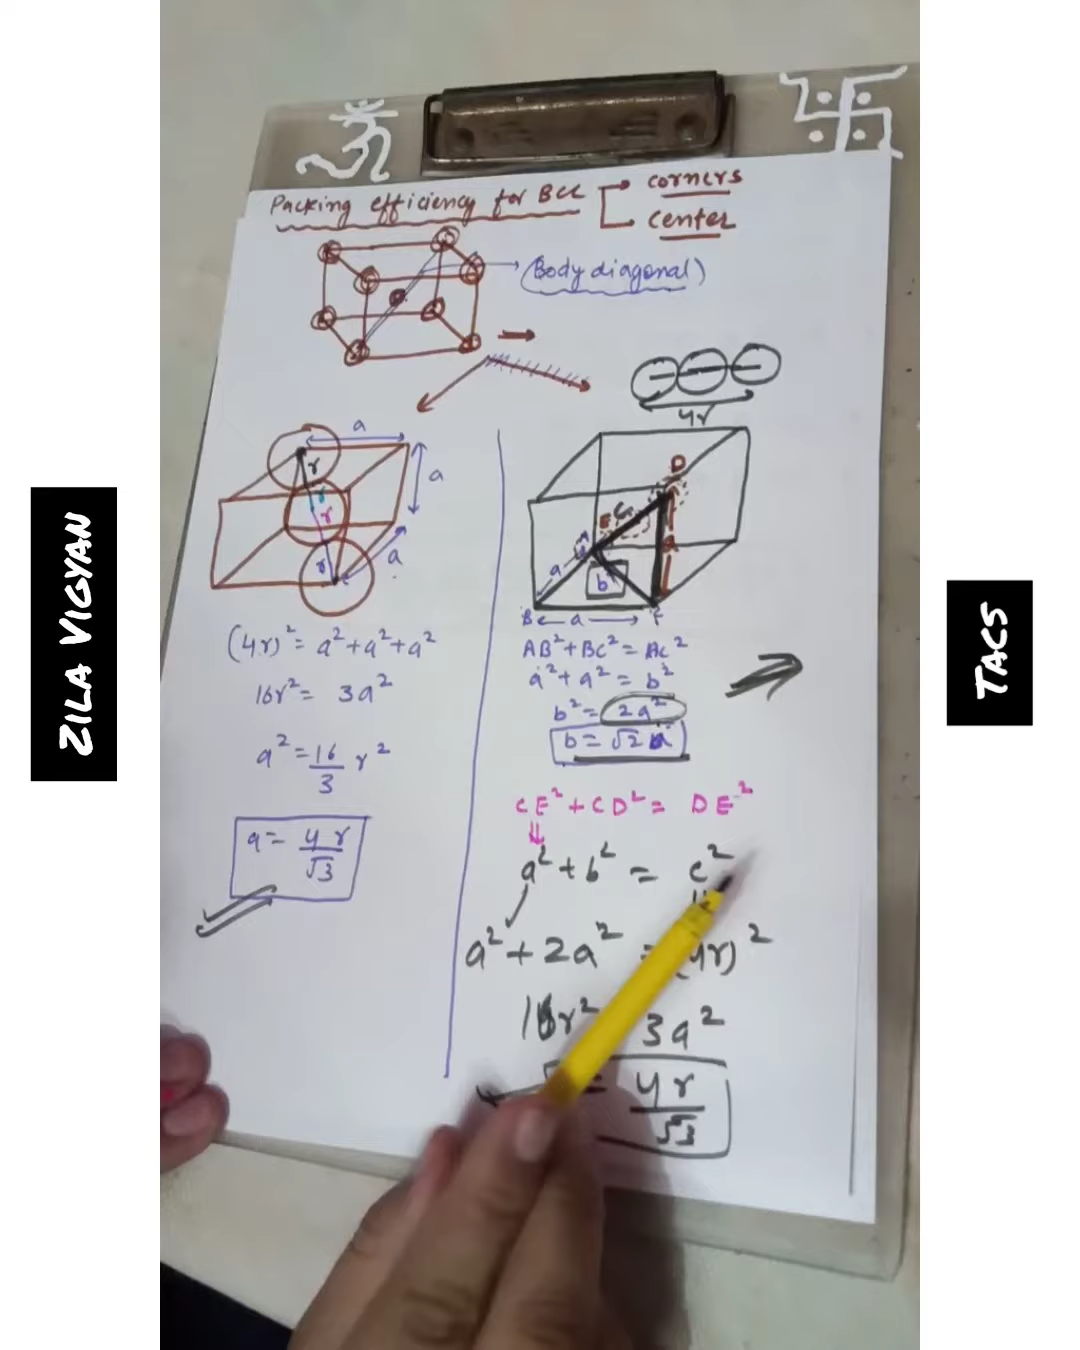 ॐ
卐
Packing efficiency for BCC
corners
center
(Body diagonal)
4r
a
r
r
r
r
a
a
D
E
C
A
a
a
b
B
a
F
(4r)² = a²+a²+a²
16r² = 3a²
a² = 16/3 r²
a = 4r/√3
AB²+BC² = AC²
a²+a² = b²
b² = 2a²
b = √2 a
CE²+CD² = DE²
a²+b² = c²
a²+2a² = (4r)²
16r² 3a²
= 4r/√3
ZILA VIGYAN
TACS